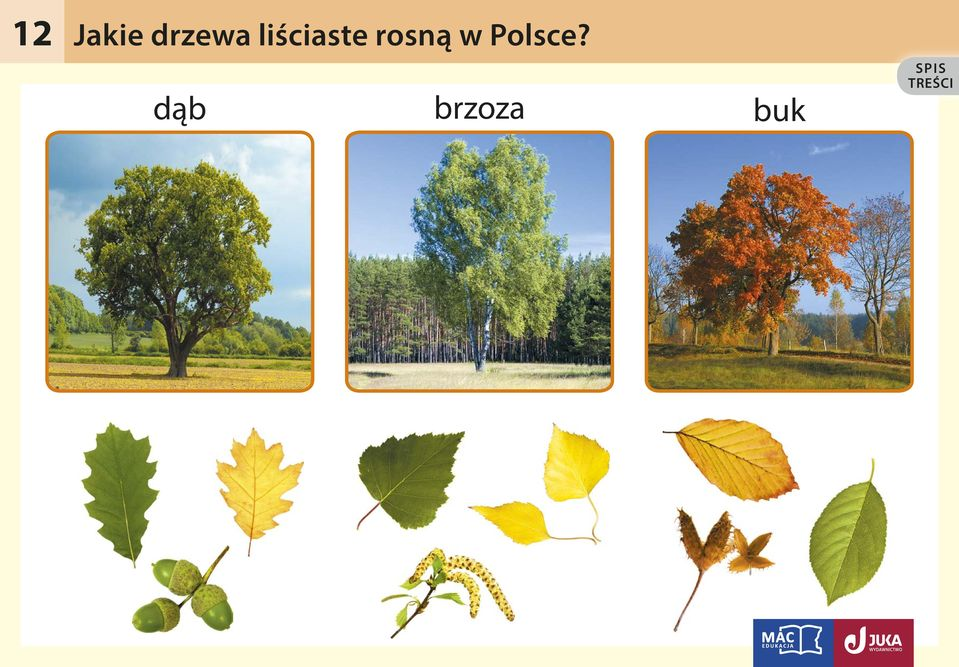 12 Jakie drzewa liściaste rosną w Polsce?
SPIS
TREŚCI
dąb brzoza buk
MAC
EDUKACJA
JUKA
WYDAWNICTWO